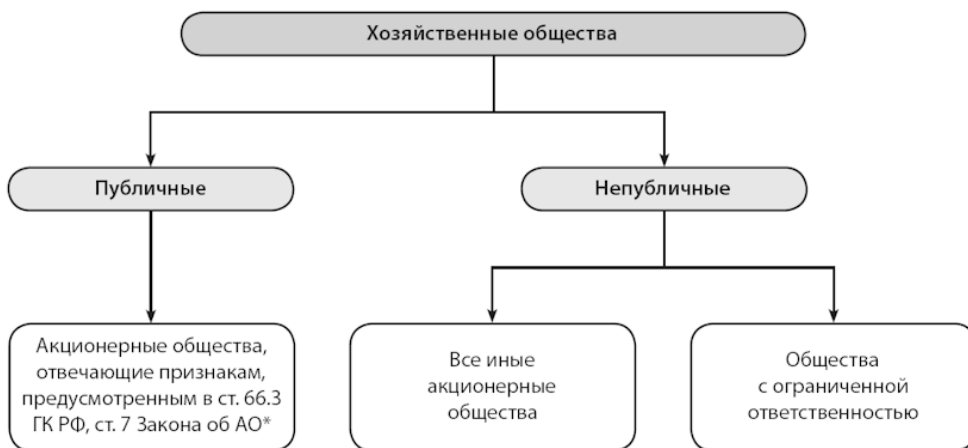 Хозяйственные общества
Публичные
Непубличные
Акционерные общества,
отвечающие признакам,
предусмотренным в ст. 66.3
ГК РФ, ст. 7 Закона об АО*
Все иные
акционерные
общества
Общества
с ограниченной
ответственностью